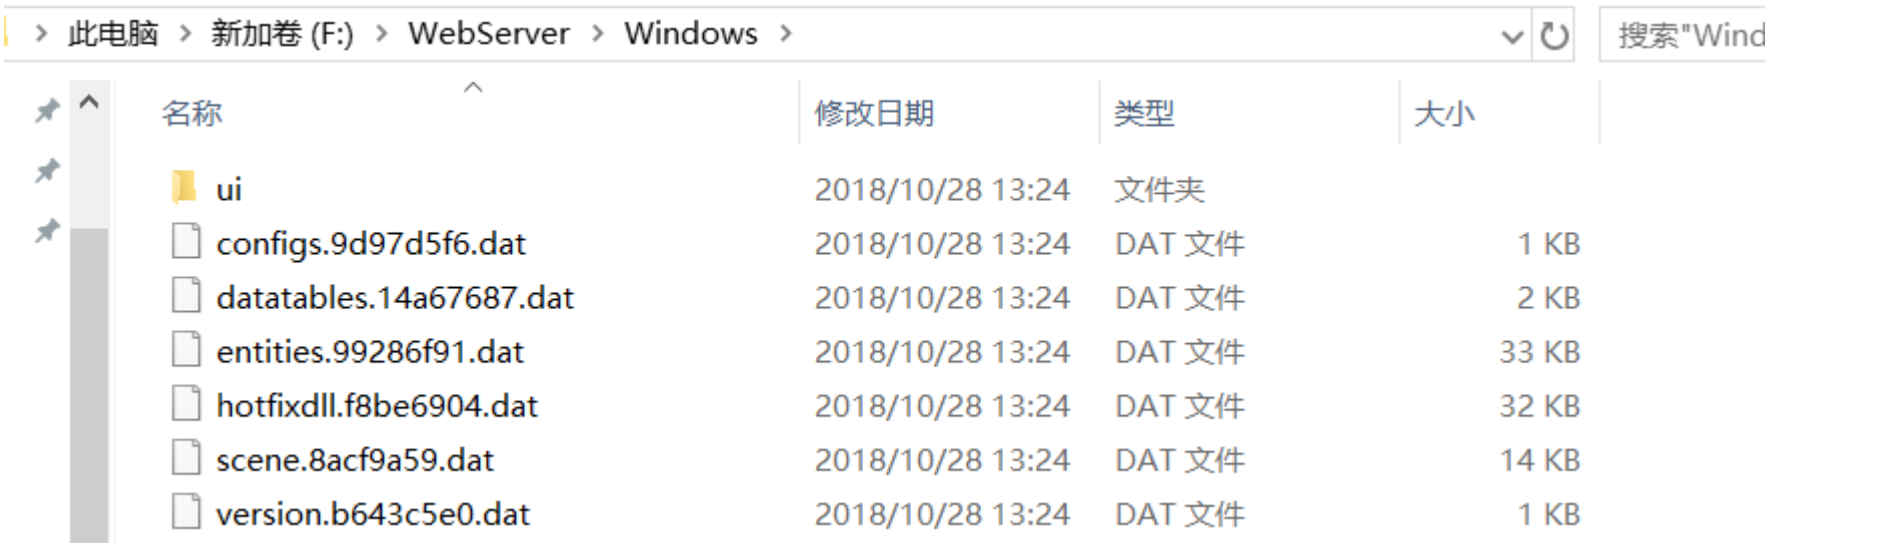 > 此电脑 > 新加卷 (F:) > WebServer > Windows > 搜索"Wind
名称 修改日期 类型 大小
ui 2018/10/28 13:24 文件夹
configs.9d97d5f6.dat 2018/10/28 13:24 DAT 文件 1 KB
datatables.14a67687.dat 2018/10/28 13:24 DAT 文件 2 KB
entities.99286f91.dat 2018/10/28 13:24 DAT 文件 33 KB
hotfixdll.f8be6904.dat 2018/10/28 13:24 DAT 文件 32 KB
scene.8acf9a59.dat 2018/10/28 13:24 DAT 文件 14 KB
version.b643c5e0.dat 2018/10/28 13:24 DAT 文件 1 KB